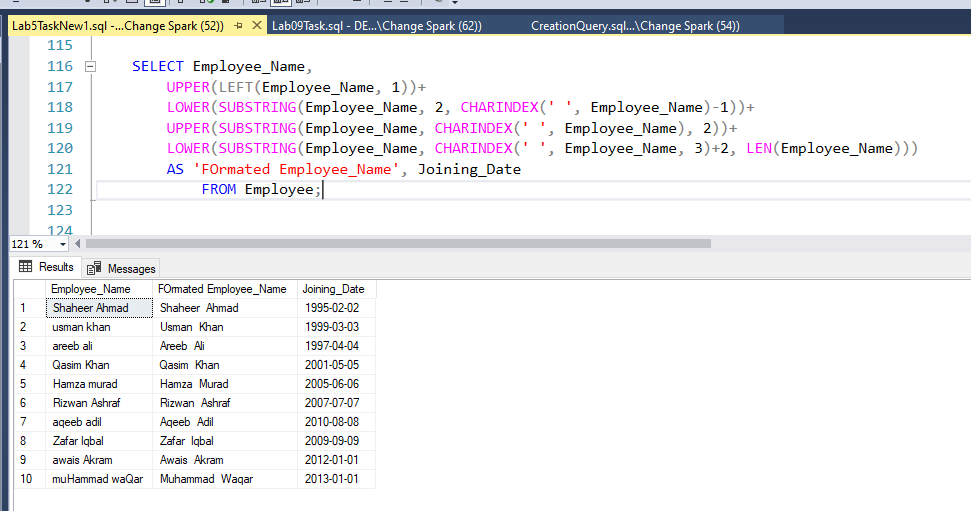 Lab5TaskNew1.sql -...Change Spark (52)) Lab09Task.sql - DE...\Change Spark (62)) CreationQuery.sql...\Change Spark (54))
115
116 SELECT Employee_Name,
117 UPPER(LEFT(Employee_Name, 1))+
118 LOWER(SUBSTRING(Employee_Name, 2, CHARINDEX(' ', Employee_Name)-1))+
119 UPPER(SUBSTRING(Employee_Name, CHARINDEX(' ', Employee_Name), 2))+
120 LOWER(SUBSTRING(Employee_Name, CHARINDEX(' ', Employee_Name, 3)+2, LEN(Employee_Name)))
121 AS 'FOrmated Employee_Name', Joining_Date
122 FROM Employee;
123
124
121 %
Results Messages
Employee_Name FOrmated Employee_Name Joining_Date
1 Shaheer Ahmad Shaheer  Ahmad 1995-02-02
2 usman khan Usman  Khan 1999-03-03
3 areeb ali Areeb  Ali 1997-04-04
4 Qasim Khan Qasim  Khan 2001-05-05
5 Hamza murad Hamza  Murad 2005-06-06
6 Rizwan Ashraf Rizwan  Ashraf 2007-07-07
7 aqeeb adil Aqeeb  Adil 2010-08-08
8 Zafar Iqbal Zafar  Iqbal 2009-09-09
9 awais Akram Awais  Akram 2012-01-01
10 muHammad waQar Muhammad  Waqar 2013-01-01